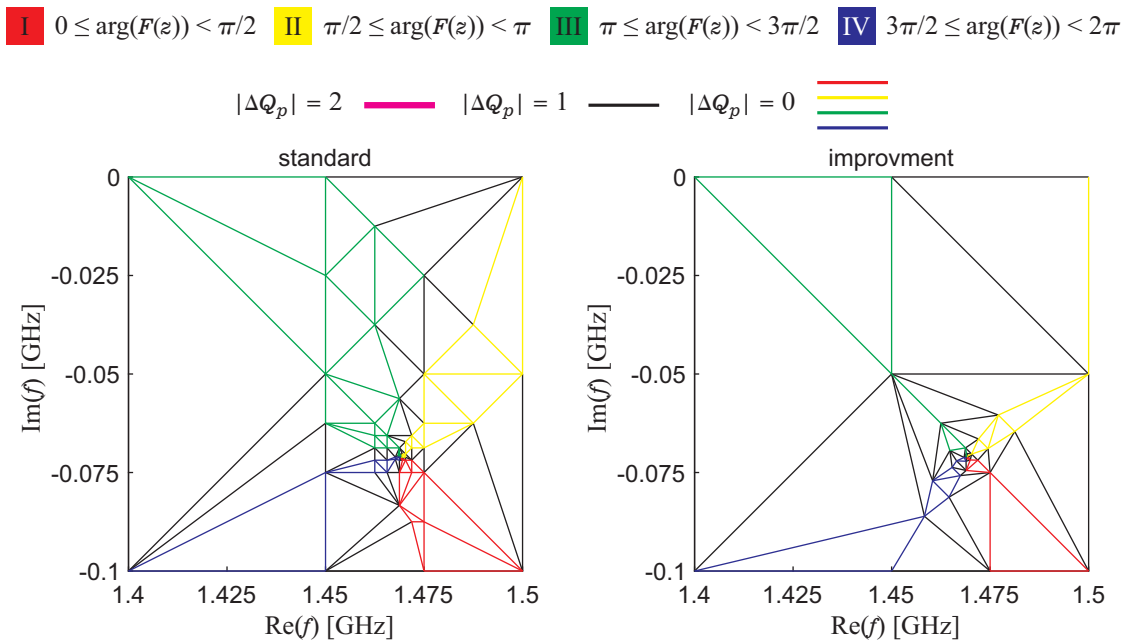 I 0 ≤ arg(F(z)) < π/2 II π/2 ≤ arg(F(z)) < π III π ≤ arg(F(z)) < 3π/2 IV 3π/2 ≤ arg(F(z)) < 2π
|ΔQp| = 2 |ΔQp| = 1 |ΔQp| = 0
standard
0
-0.025
-0.05
-0.075
-0.1
Im(f) [GHz]
1.4 1.425 1.45 1.475 1.5
Re(f) [GHz]
improvment
0
-0.025
-0.05
-0.075
-0.1
Im(f) [GHz]
1.4 1.425 1.45 1.475 1.5
Re(f) [GHz]